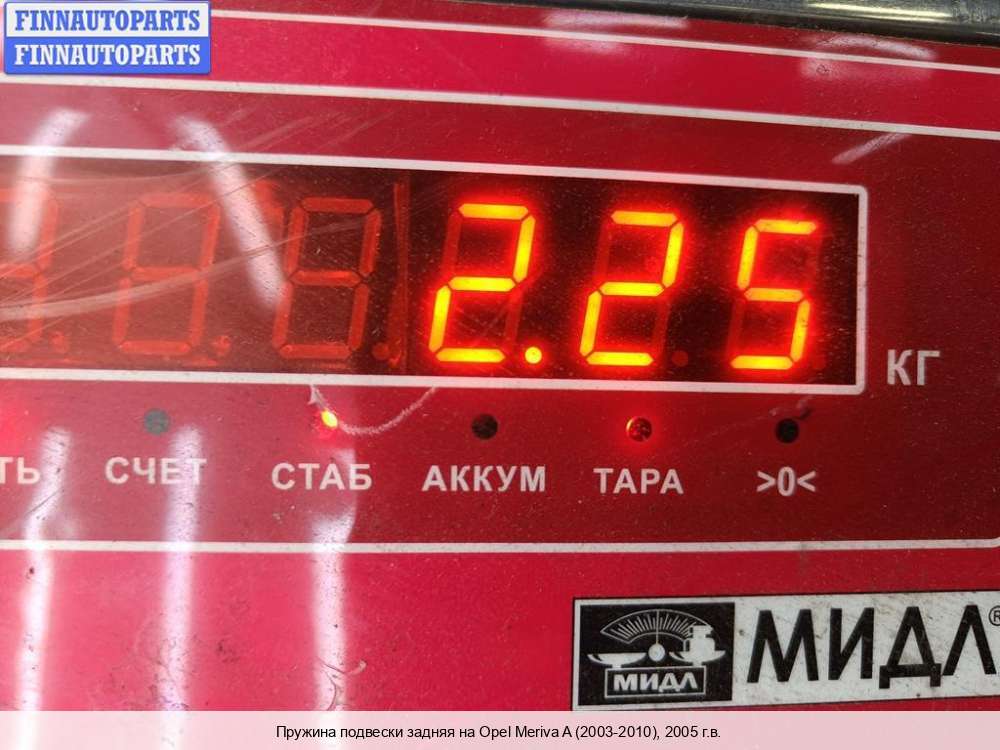 FINNAUTOPARTS
FINNAUTOPARTS
2.25
КГ
ТЬ СЧЕТ СТАБ АККУМ ТАРА >0<
МИДЛ МИДЛ®
Пружина подвески задняя на Opel Meriva A (2003-2010), 2005 г.в.